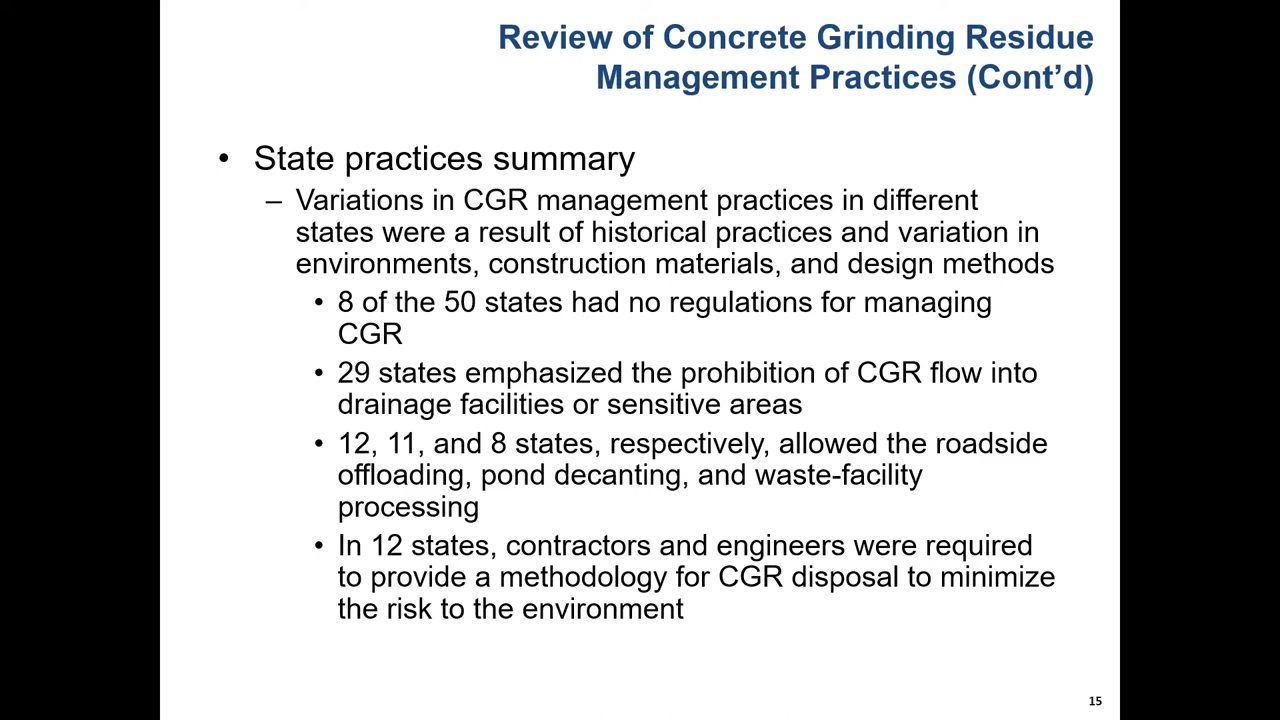 Review of Concrete Grinding Residue
Management Practices (Cont’d)
• State practices summary
– Variations in CGR management practices in different
states were a result of historical practices and variation in
environments, construction materials, and design methods
• 8 of the 50 states had no regulations for managing
CGR
• 29 states emphasized the prohibition of CGR flow into
drainage facilities or sensitive areas
• 12, 11, and 8 states, respectively, allowed the roadside
offloading, pond decanting, and waste-facility
processing
• In 12 states, contractors and engineers were required
to provide a methodology for CGR disposal to minimize
the risk to the environment
15